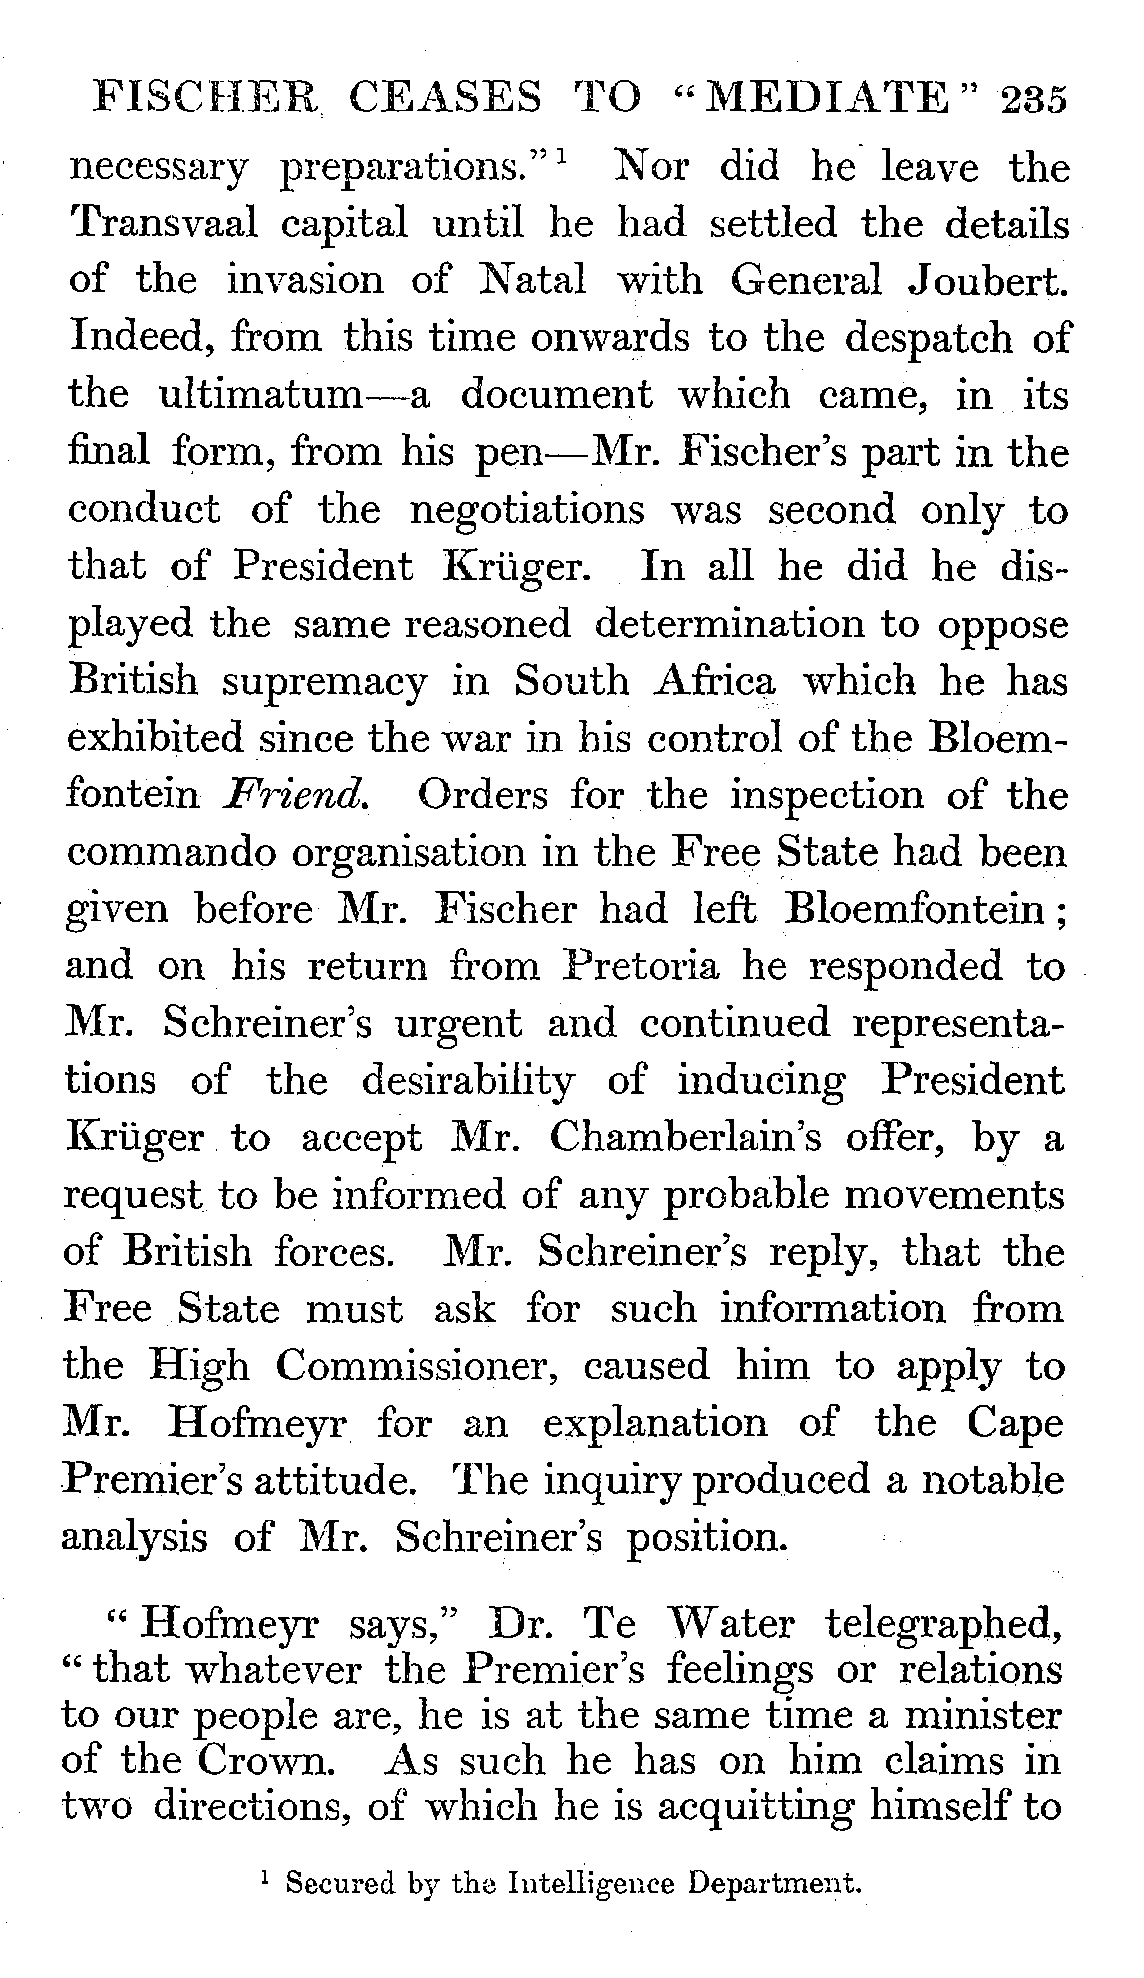 FISCHER CEASES TO “MEDIATE” 235
necessary preparations.” ¹ Nor did he leave the
Transvaal capital until he had settled the details
of the invasion of Natal with General Joubert.
Indeed, from this time onwards to the despatch of
the ultimatum—a document which came, in its
final form, from his pen—Mr. Fischer’s part in the
conduct of the negotiations was second only to
that of President Krüger. In all he did he dis-
played the same reasoned determination to oppose
British supremacy in South Africa which he has
exhibited since the war in his control of the Bloem-
fontein Friend. Orders for the inspection of the
commando organisation in the Free State had been
given before Mr. Fischer had left Bloemfontein ;
and on his return from Pretoria he responded to
Mr. Schreiner’s urgent and continued representa-
tions of the desirability of inducing President
Krüger to accept Mr. Chamberlain’s offer, by a
request to be informed of any probable movements
of British forces. Mr. Schreiner’s reply, that the
Free State must ask for such information from
the High Commissioner, caused him to apply to
Mr. Hofmeyr for an explanation of the Cape
Premier’s attitude. The inquiry produced a notable
analysis of Mr. Schreiner’s position.
“ Hofmeyr says,” Dr. Te Water telegraphed,
“ that whatever the Premier’s feelings or relations
to our people are, he is at the same time a minister
of the Crown. As such he has on him claims in
two directions, of which he is acquitting himself to
¹ Secured by the Intelligence Department.